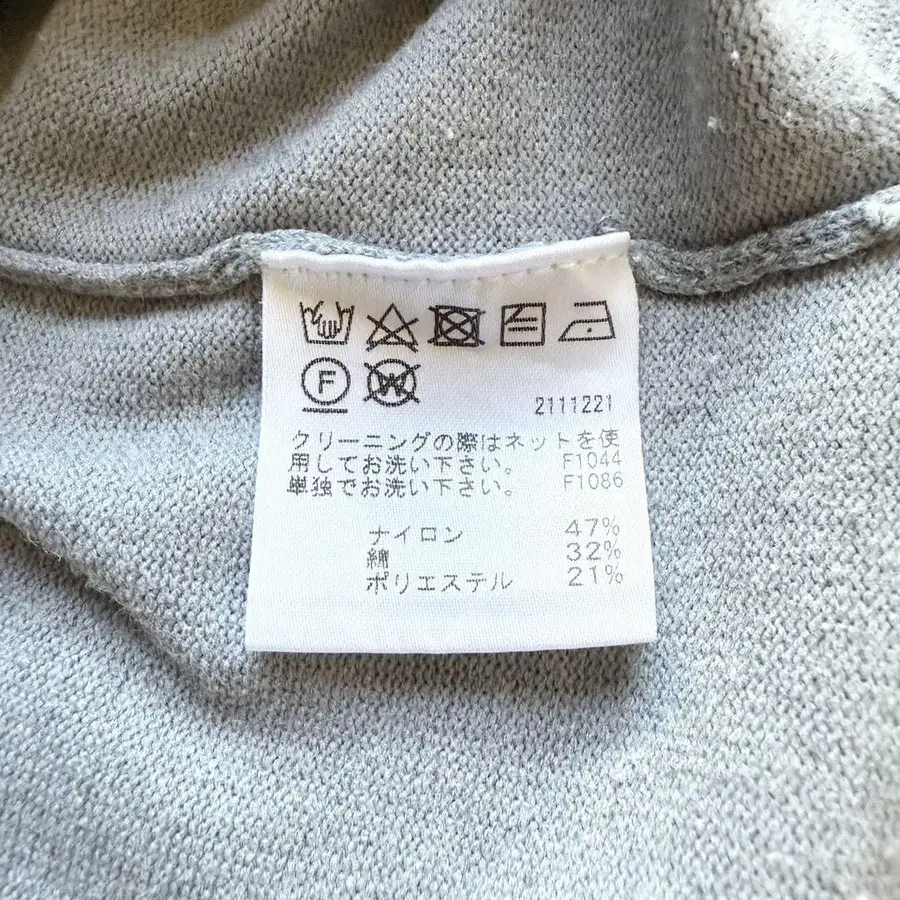 F W
2111221
クリーニングの際はネットを使
用してお洗い下さい。 F1044
単独でお洗い下さい。 F1086
ナイロン 47%
綿 32%
ポリエステル 21%